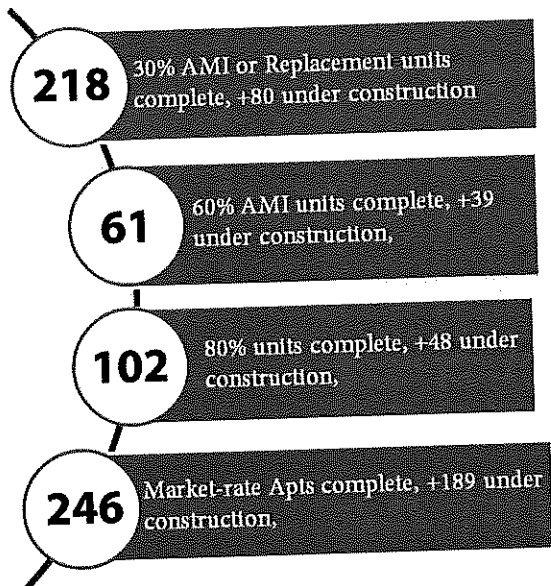 218
30% AMI or Replacement units
complete, +80 under construction
61
60% AMI units complete, +39
under construction,
102
80% units complete, +48 under
construction,
246
Market-rate Apts complete, +189 under
construction,